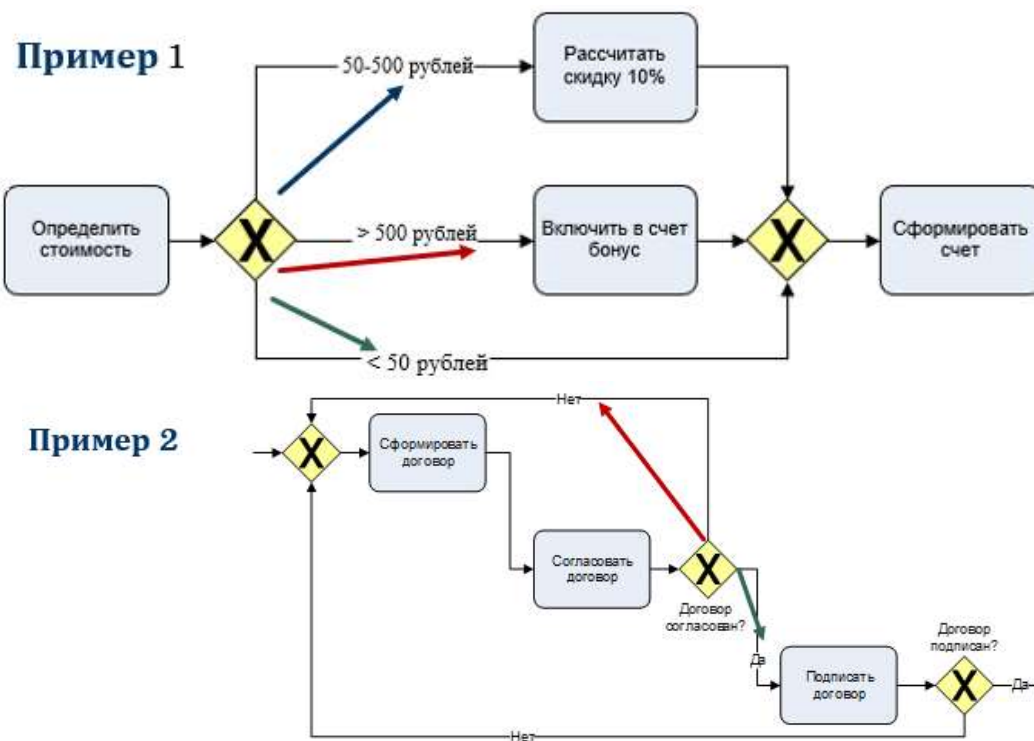 Пример 1
50-500 рублей
Рассчитать
скидку 10%
Определить
стоимость
X
> 500 рублей
Включить в счет
бонус
X
Сформировать
счет
< 50 рублей
Нет
Пример 2
X
Сформировать
договор
Согласовать
договор
X
Договор
согласован?
Да
Подписать
договор
Договор
подписан?
X
Да
Нет